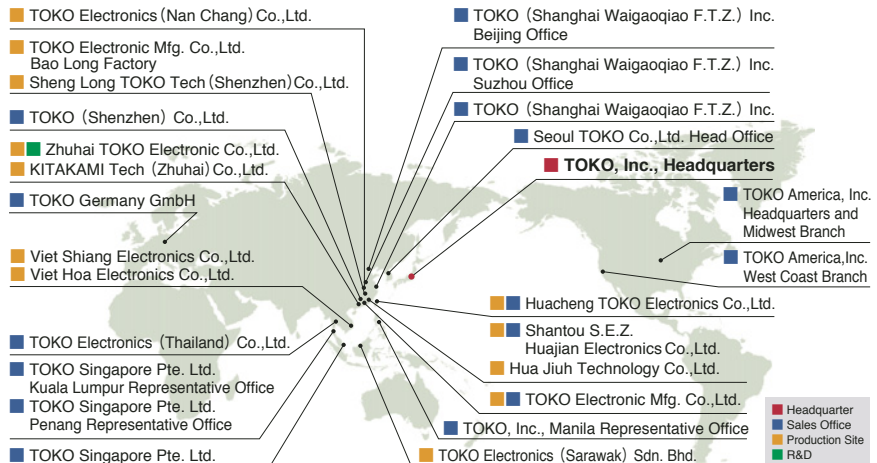 TOKO Electronics (Nan Chang) Co.,Ltd.
TOKO Electronic Mfg. Co.,Ltd.
Bao Long Factory
Sheng Long TOKO Tech (Shenzhen) Co.,Ltd.
TOKO (Shenzhen) Co.,Ltd.
Zhuhai TOKO Electronic Co.,Ltd.
KITAKAMI Tech (Zhuhai) Co.,Ltd.
TOKO Germany GmbH
Viet Shiang Electronics Co.,Ltd.
Viet Hoa Electronics Co.,Ltd.
TOKO Electronics (Thailand) Co.,Ltd.
TOKO Singapore Pte. Ltd.
Kuala Lumpur Representative Office
TOKO Singapore Pte. Ltd.
Penang Representative Office
TOKO Singapore Pte. Ltd.
TOKO (Shanghai Waigaoqiao F.T.Z.) Inc.
Beijing Office
TOKO (Shanghai Waigaoqiao F.T.Z.) Inc.
Suzhou Office
TOKO (Shanghai Waigaoqiao F.T.Z.) Inc.
Seoul TOKO Co.,Ltd. Head Office
TOKO, Inc., Headquarters
TOKO America, Inc.
Headquarters and
Midwest Branch
TOKO America,Inc.
West Coast Branch
Huacheng TOKO Electronics Co.,Ltd.
Shantou S.E.Z.
Huajian Electronics Co.,Ltd.
Hua Jiuh Technology Co.,Ltd.
TOKO Electronic Mfg. Co.,Ltd.
TOKO, Inc., Manila Representative Office
TOKO Electronics (Sarawak) Sdn. Bhd.
Headquarter
Sales Office
Production Site
R&D